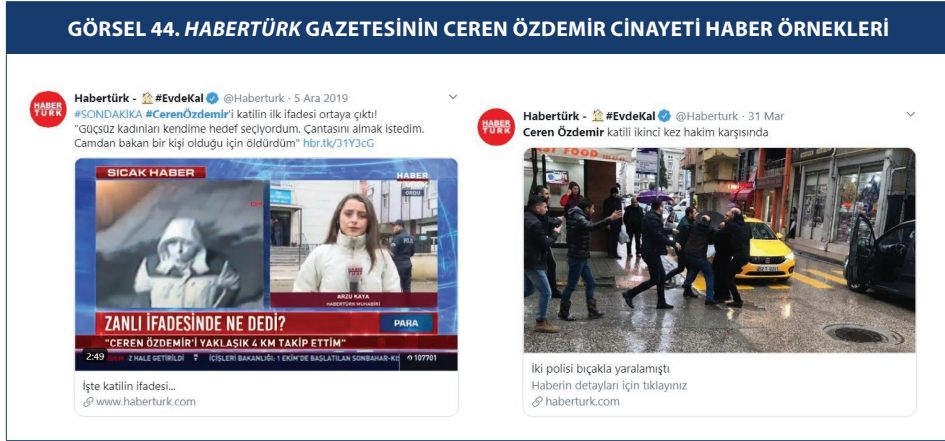 GÖRSEL 44. HABERTÜRK GAZETESİNİN CEREN ÖZDEMİR CİNAYETİ HABER ÖRNEKLERİ
HABER
TÜRK
Habertürk - 🏠#EvdeKal @Haberturk · 5 Ara 2019
#SONDAKİKA #CerenÖzdemir'i katilin ilk ifadesi ortaya çıktı!
"Güçsüz kadınları kendime hedef seçiyordum. Çantasını almak istedim.
Camdan bakan bir kişi olduğu için öldürdüm" hbr.tk/31Y3cG
SICAK HABER
HABER
TÜRK
ORDU
ARZU KAYA
HABERTÜRK MUHABİRİ
ZANLI İFADESİNDE NE DEDİ?
PARA
"CEREN ÖZDEMİR'İ YAKLAŞIK 4 KM TAKİP ETTİM"
2:49
2 HALE GETİRİLDİ
İÇİŞLERİ BAKANLIĞI: 1 EKİM'DE BAŞLATILAN SONBAHAR-KIŞ
107701
İşte katilin ifadesi...
www.haberturk.com
HABER
TÜRK
Habertürk - 🏠#EvdeKal @Haberturk · 31 Mar
Ceren Özdemir katili ikinci kez hakim karşısında
FAST FOOD
İki polisi bıçakla yaralamıştı
Haberin detayları için tıklayınız
haberturk.com